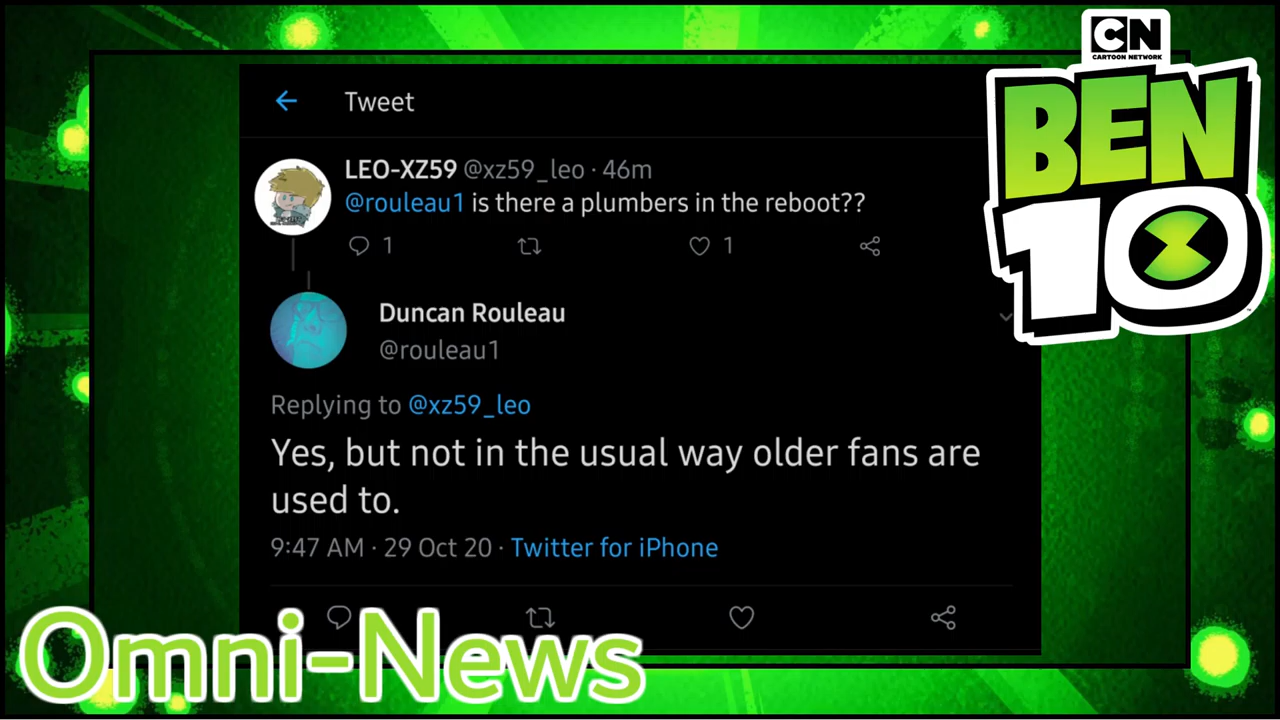 CN
CARTOON NETWORK
BEN
10
Tweet
LEO-XZ59 @xz59_leo · 46m
@rouleau1 is there a plumbers in the reboot??
1 1
Duncan Rouleau
@rouleau1
Replying to @xz59_leo
Yes, but not in the usual way older fans are
used to.
9:47 AM · 29 Oct 20 · Twitter for iPhone
Omni-News